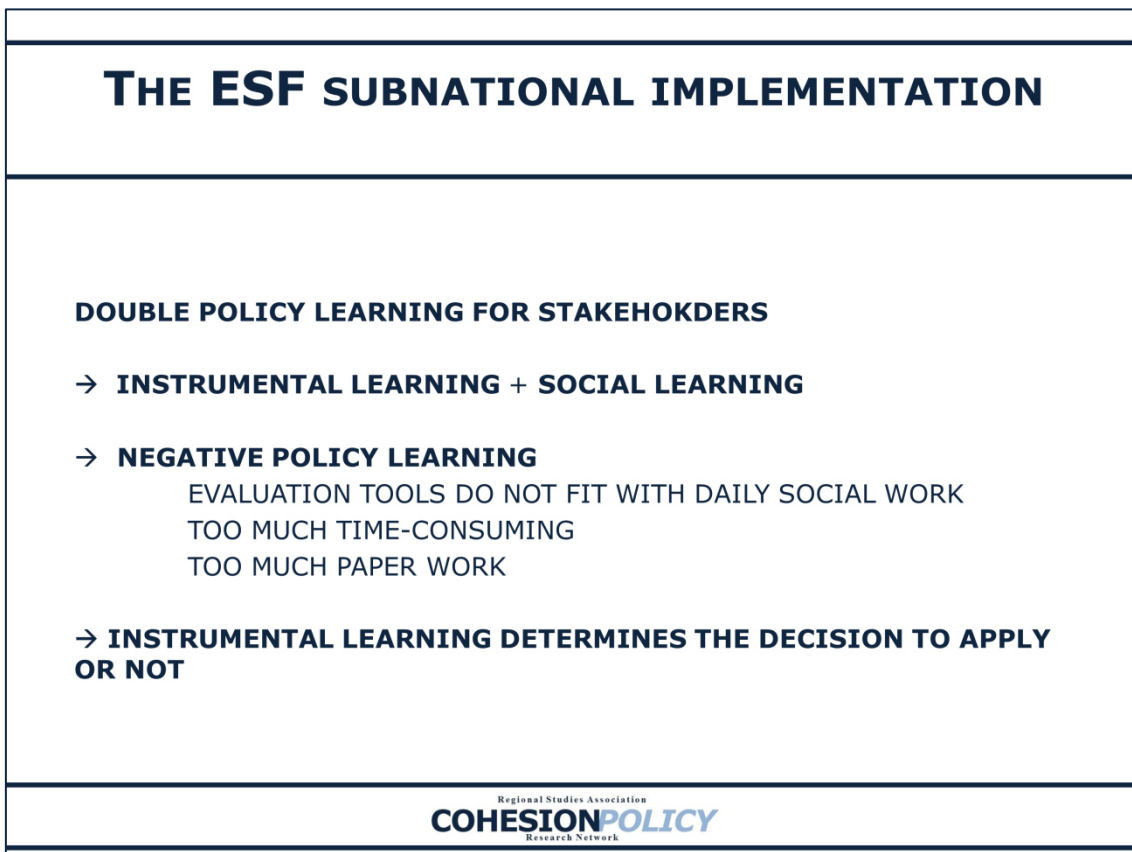 THE ESF SUBNATIONAL IMPLEMENTATION
DOUBLE POLICY LEARNING FOR STAKEHOKDERS
→ INSTRUMENTAL LEARNING + SOCIAL LEARNING
→ NEGATIVE POLICY LEARNING
EVALUATION TOOLS DO NOT FIT WITH DAILY SOCIAL WORK
TOO MUCH TIME-CONSUMING
TOO MUCH PAPER WORK
→ INSTRUMENTAL LEARNING DETERMINES THE DECISION TO APPLY
OR NOT
Regional Studies Association
COHESIONPOLICY
Research Network